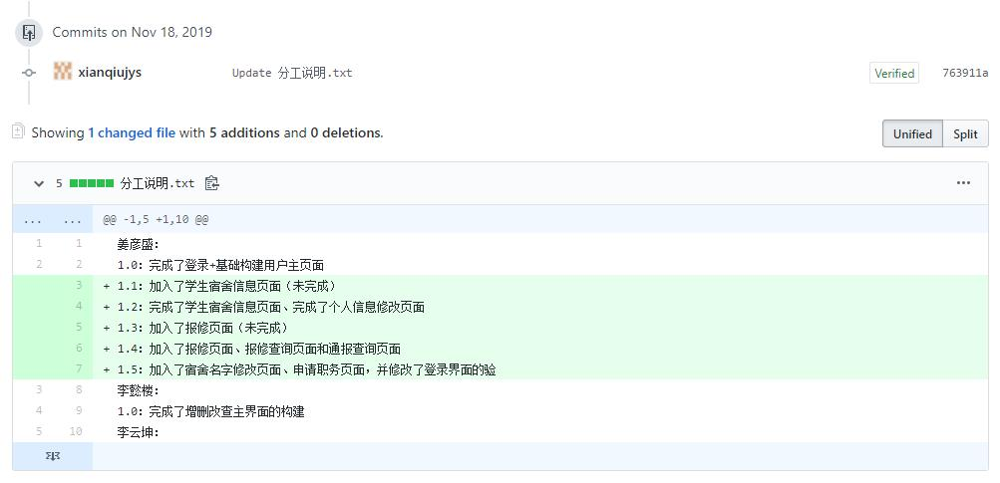 Commits on Nov 18, 2019
xianqiujys Update 分工说明.txt Verified 763911a
Showing 1 changed file with 5 additions and 0 deletions. Unified Split
5 分工说明.txt ...
... ... @@ -1,5 +1,10 @@
1 1 姜彦盛:
2 2 1.0: 完成了登录+基础构建用户主页面
3 + 1.1: 加入了学生宿舍信息页面(未完成)
4 + 1.2: 完成了学生宿舍信息页面、完成了个人信息修改页面
5 + 1.3: 加入了报修页面(未完成)
6 + 1.4: 加入了报修页面、报修查询页面和通报查询页面
7 + 1.5: 加入了宿舍名字修改页面、申请职务页面，并修改了登录界面的验
3 8 李懿楼:
4 9 1.0: 完成了增删改查主界面的构建
5 10 李云坤: